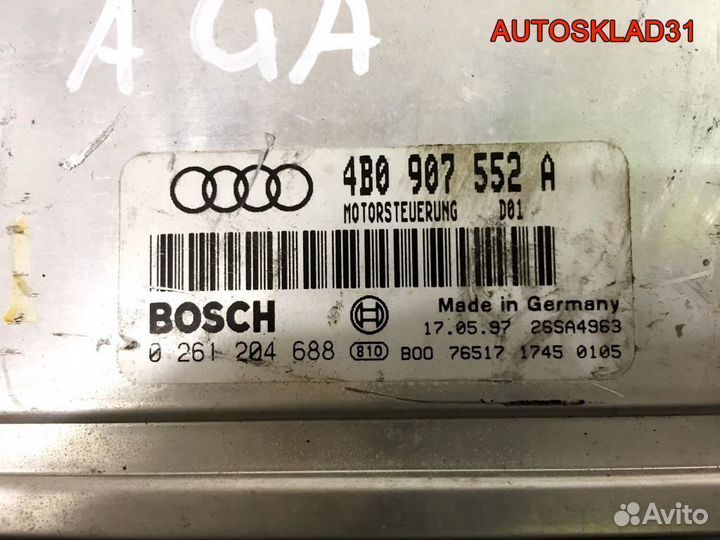 AUTOSKLAD31
AGA
4B0 907 552 A
MOTORSTEUERUNG D01
BOSCH
Made in Germany
17.05.97 26SA4963
0 261 204 688 810 B00 76517 1745 0105
Avito